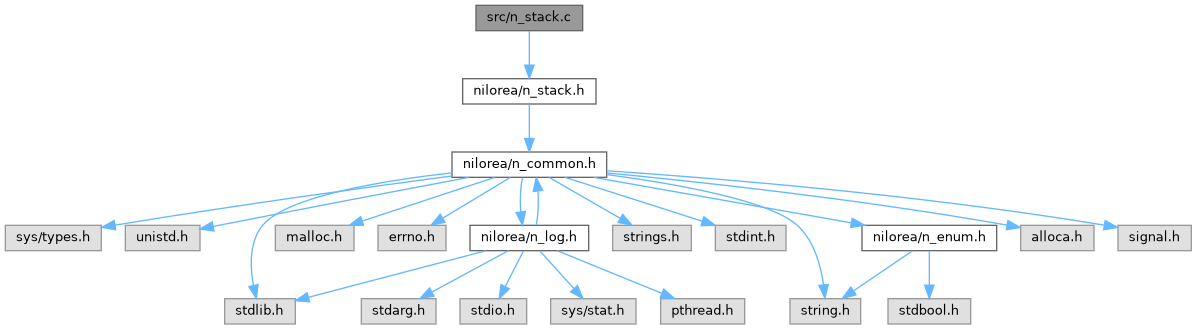 src/n_stack.c
nilorea/n_stack.h
nilorea/n_common.h
sys/types.h
unistd.h
malloc.h
errno.h
nilorea/n_log.h
strings.h
stdint.h
nilorea/n_enum.h
alloca.h
signal.h
stdlib.h
stdarg.h
stdio.h
sys/stat.h
pthread.h
string.h
stdbool.h